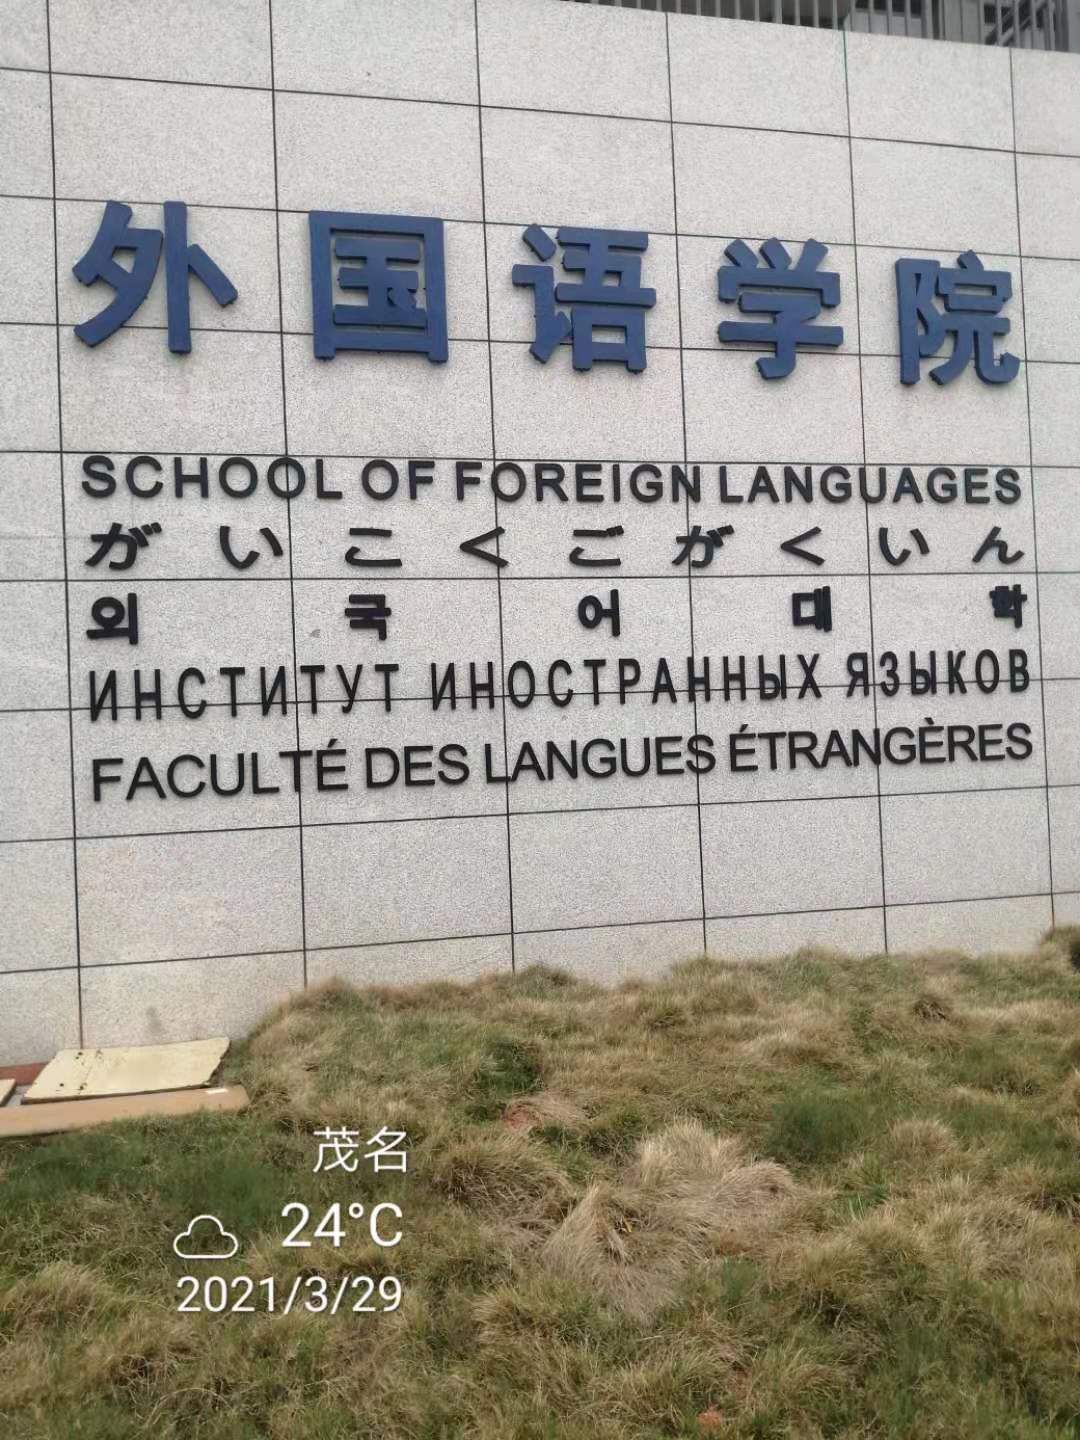 外国语学院
SCHOOL OF FOREIGN LANGUAGES
がいこくごがくいん
외국어대학
ИНСТИТУТ ИНОСТРАННЫХ ЯЗЫКОВ
FACULTÉ DES LANGUES ÉTRANGÈRES
茂名
24°C
2021/3/29